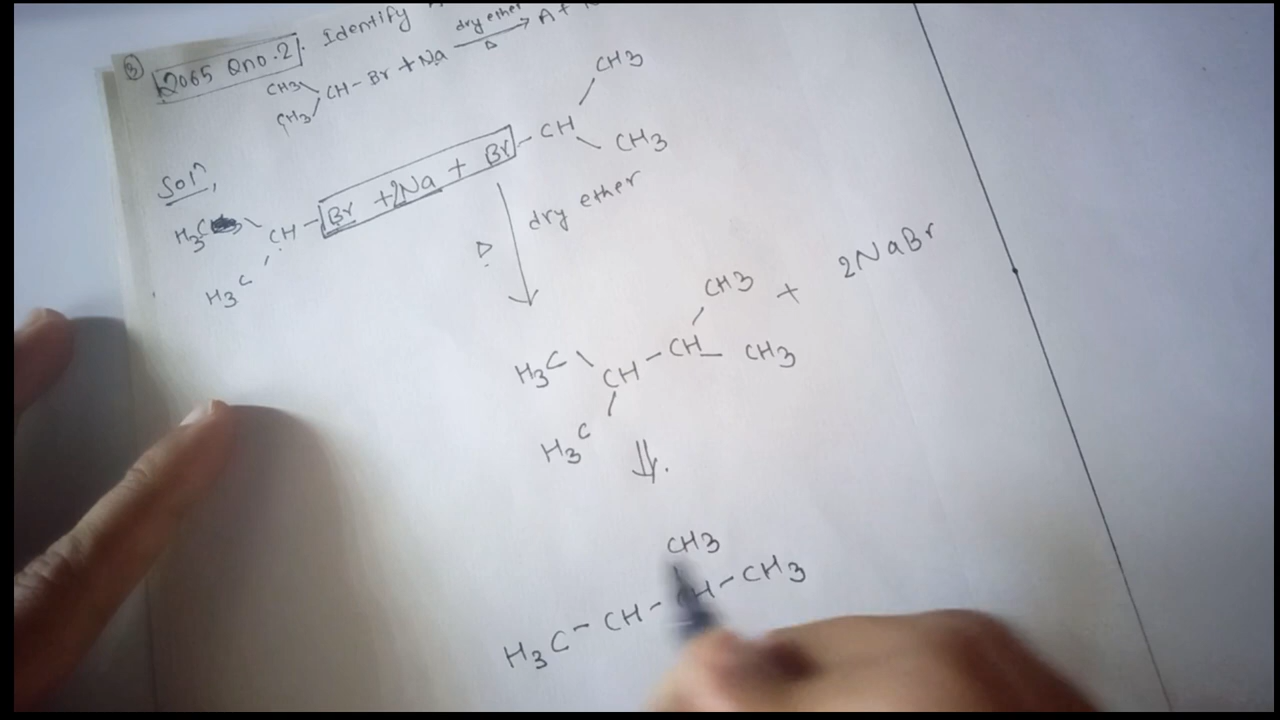 ③ 2065 Qno.2. Identify
CH3
CH3 CH-Br + Na dry ether → A +
Δ
Soln,
H3C CH - Br + 2Na + Br - CH CH3
H3C CH3
Δ dry ether
H3C CH - CH CH3 + 2NaBr
H3C CH3
⇓.
CH3
H3C - CH - CH - CH3